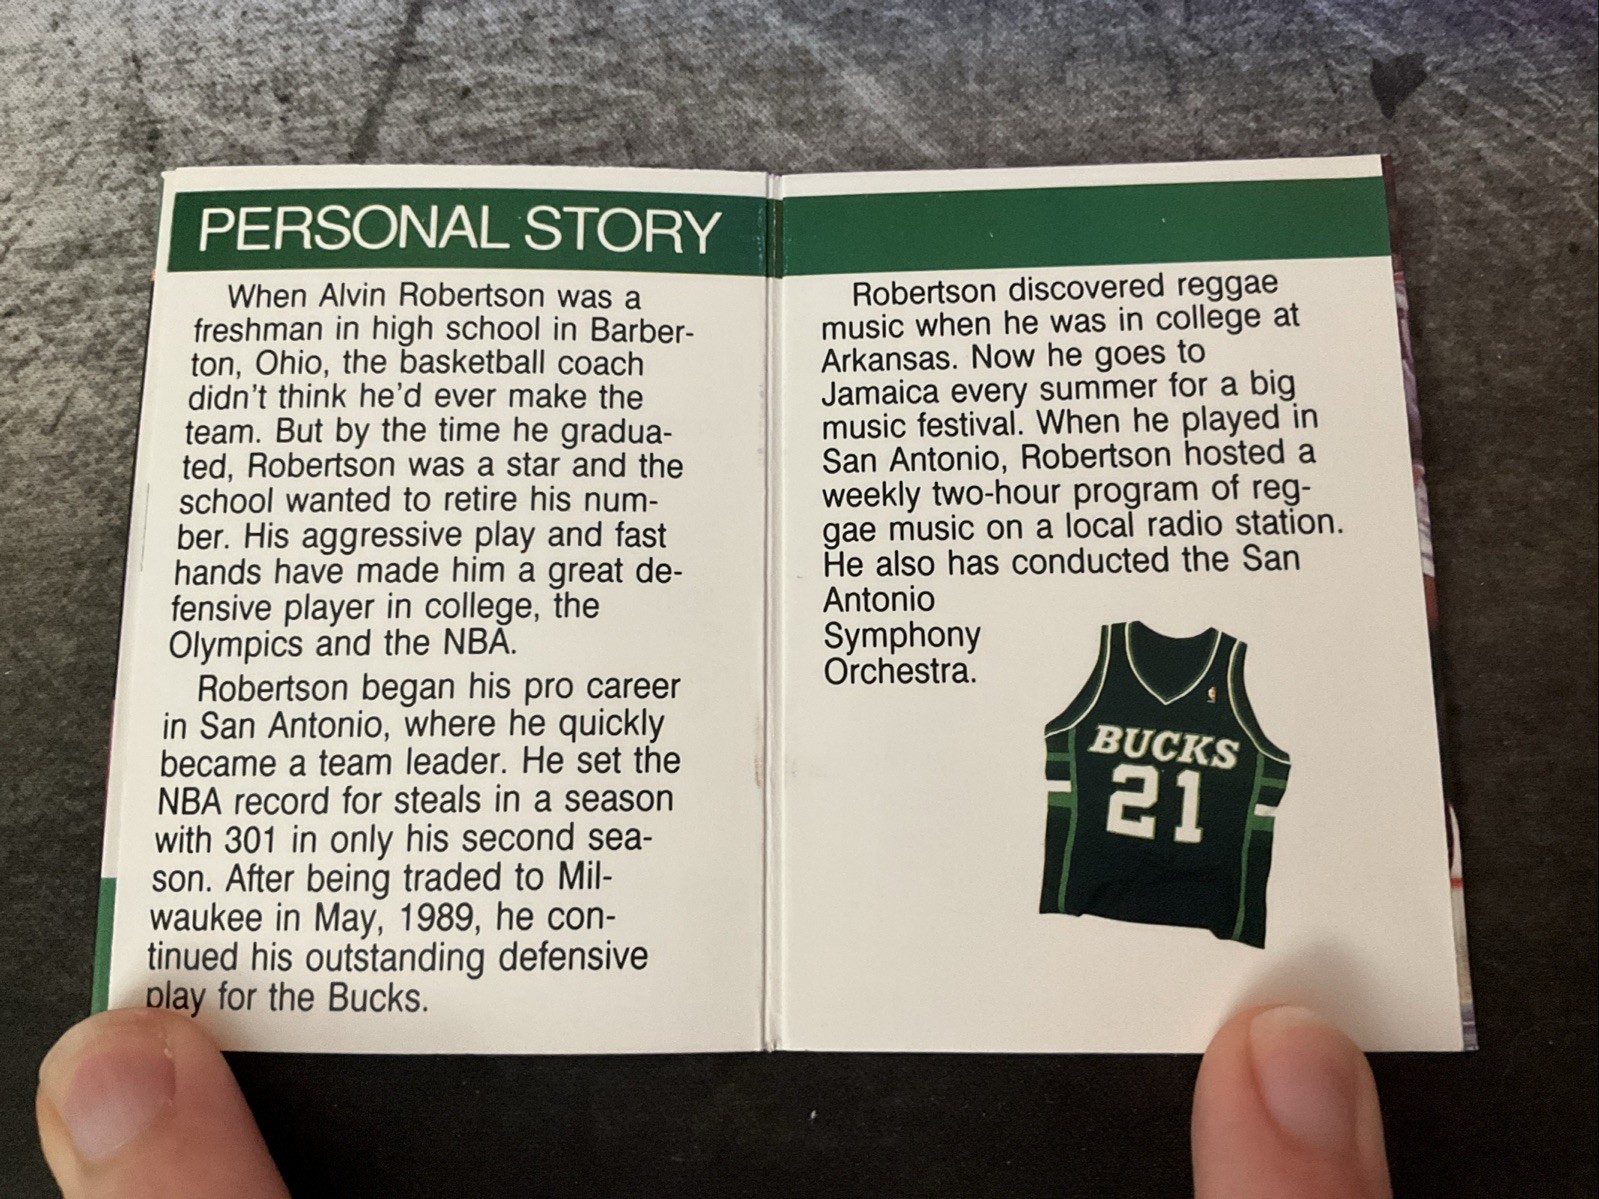 PERSONAL STORY
When Alvin Robertson was a
freshman in high school in Barber-
ton, Ohio, the basketball coach
didn't think he'd ever make the
team. But by the time he gradua-
ted, Robertson was a star and the
school wanted to retire his num-
ber. His aggressive play and fast
hands have made him a great de-
fensive player in college, the
Olympics and the NBA.
Robertson began his pro career
in San Antonio, where he quickly
became a team leader. He set the
NBA record for steals in a season
with 301 in only his second sea-
son. After being traded to Mil-
waukee in May, 1989, he con-
tinued his outstanding defensive
play for the Bucks.
Robertson discovered reggae
music when he was in college at
Arkansas. Now he goes to
Jamaica every summer for a big
music festival. When he played in
San Antonio, Robertson hosted a
weekly two-hour program of reg-
gae music on a local radio station.
He also has conducted the San
Antonio
Symphony
Orchestra.
BUCKS
21